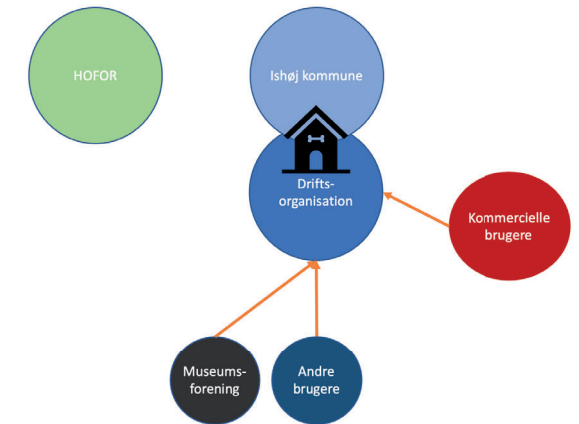 HOFOR
Ishøj kommune
Drifts-
organisation
Kommercielle
brugere
Museums-
forening
Andre
brugere